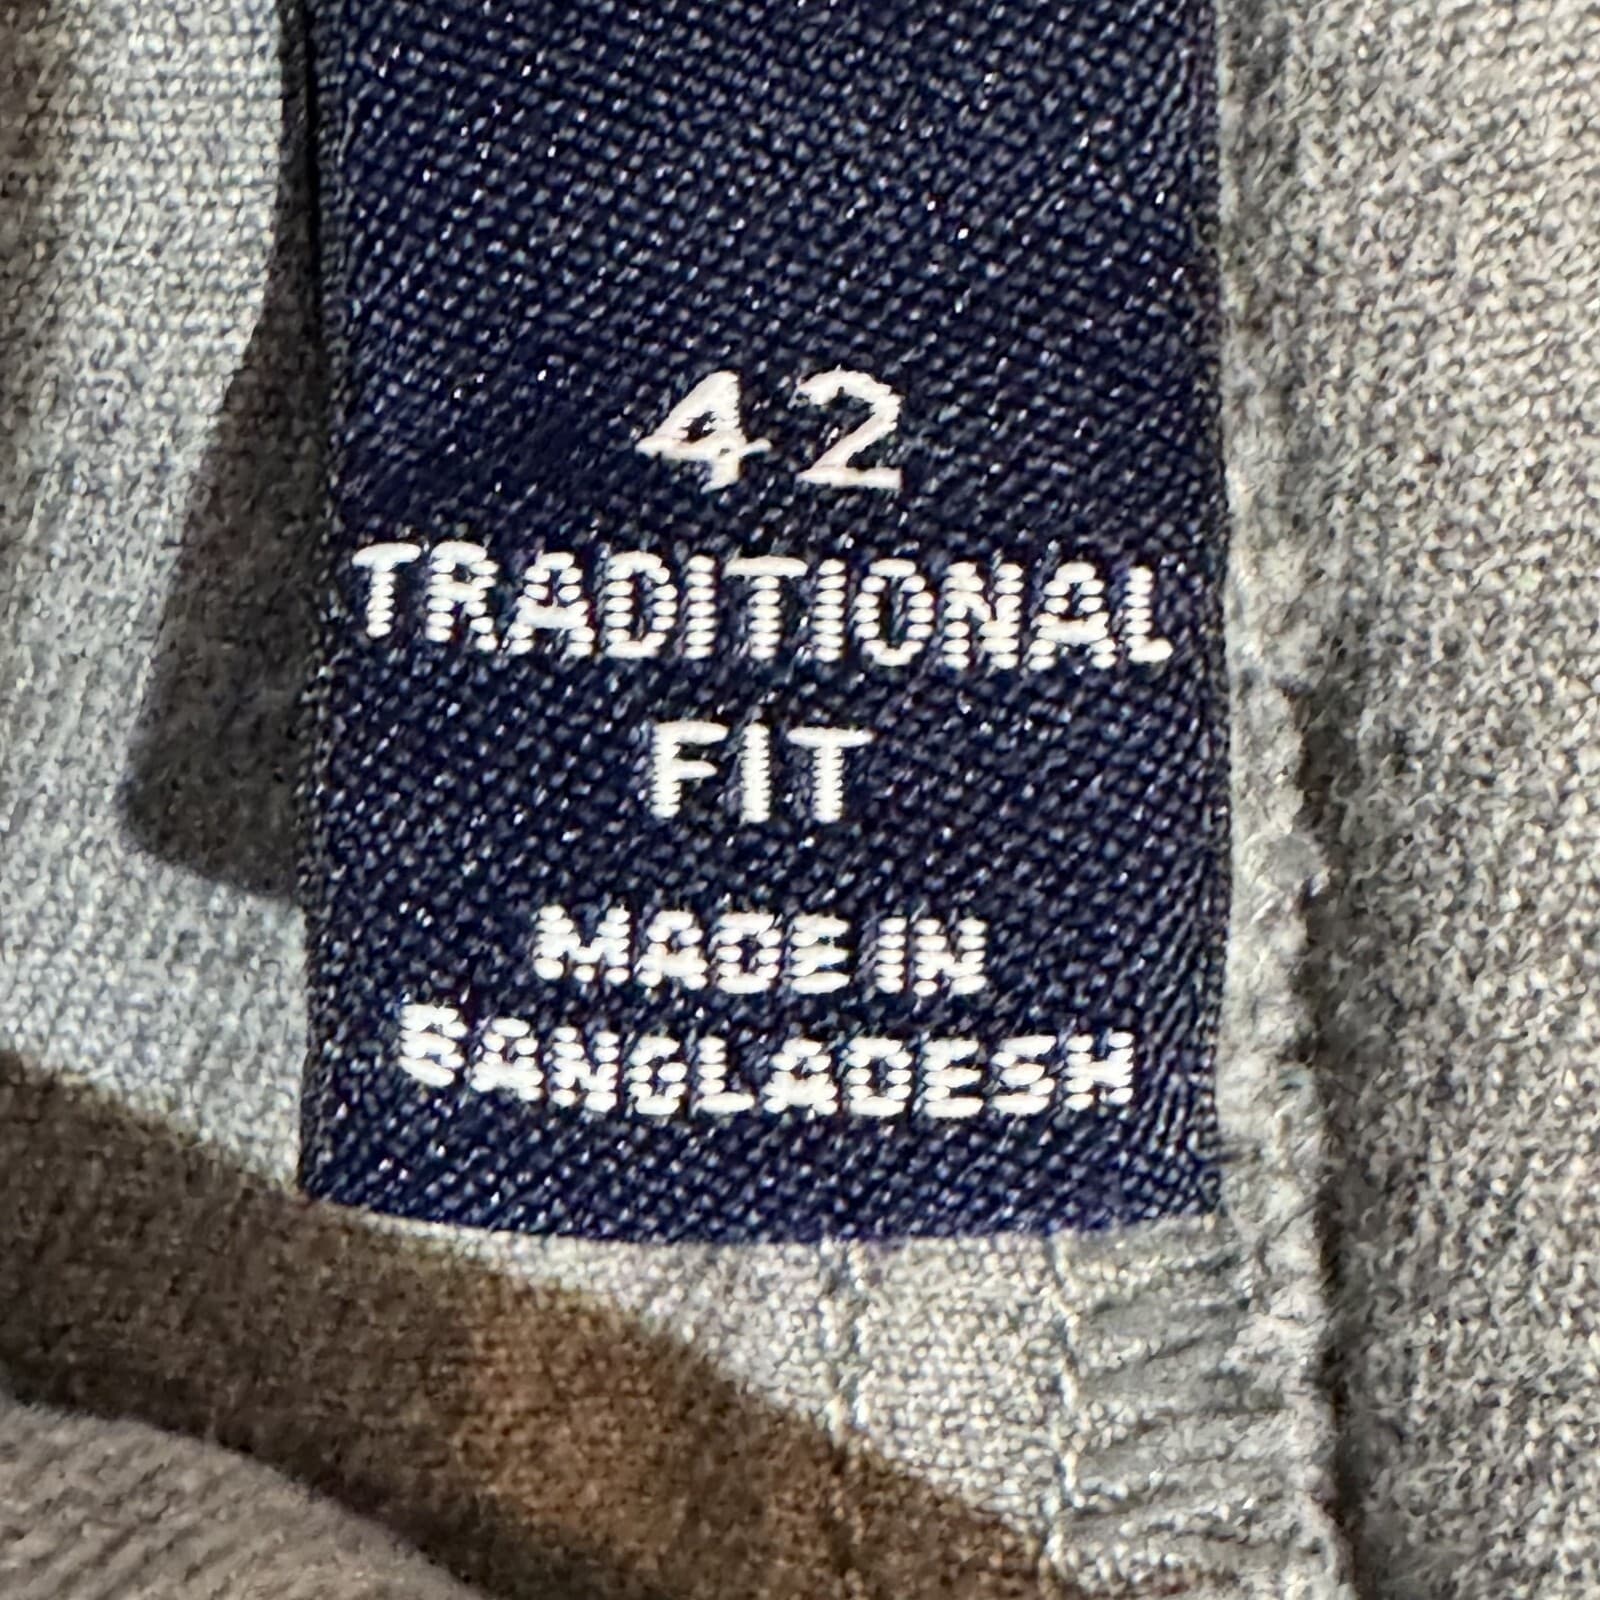 42
TRADITIONAL
FIT
MADE IN
BANGLADESH